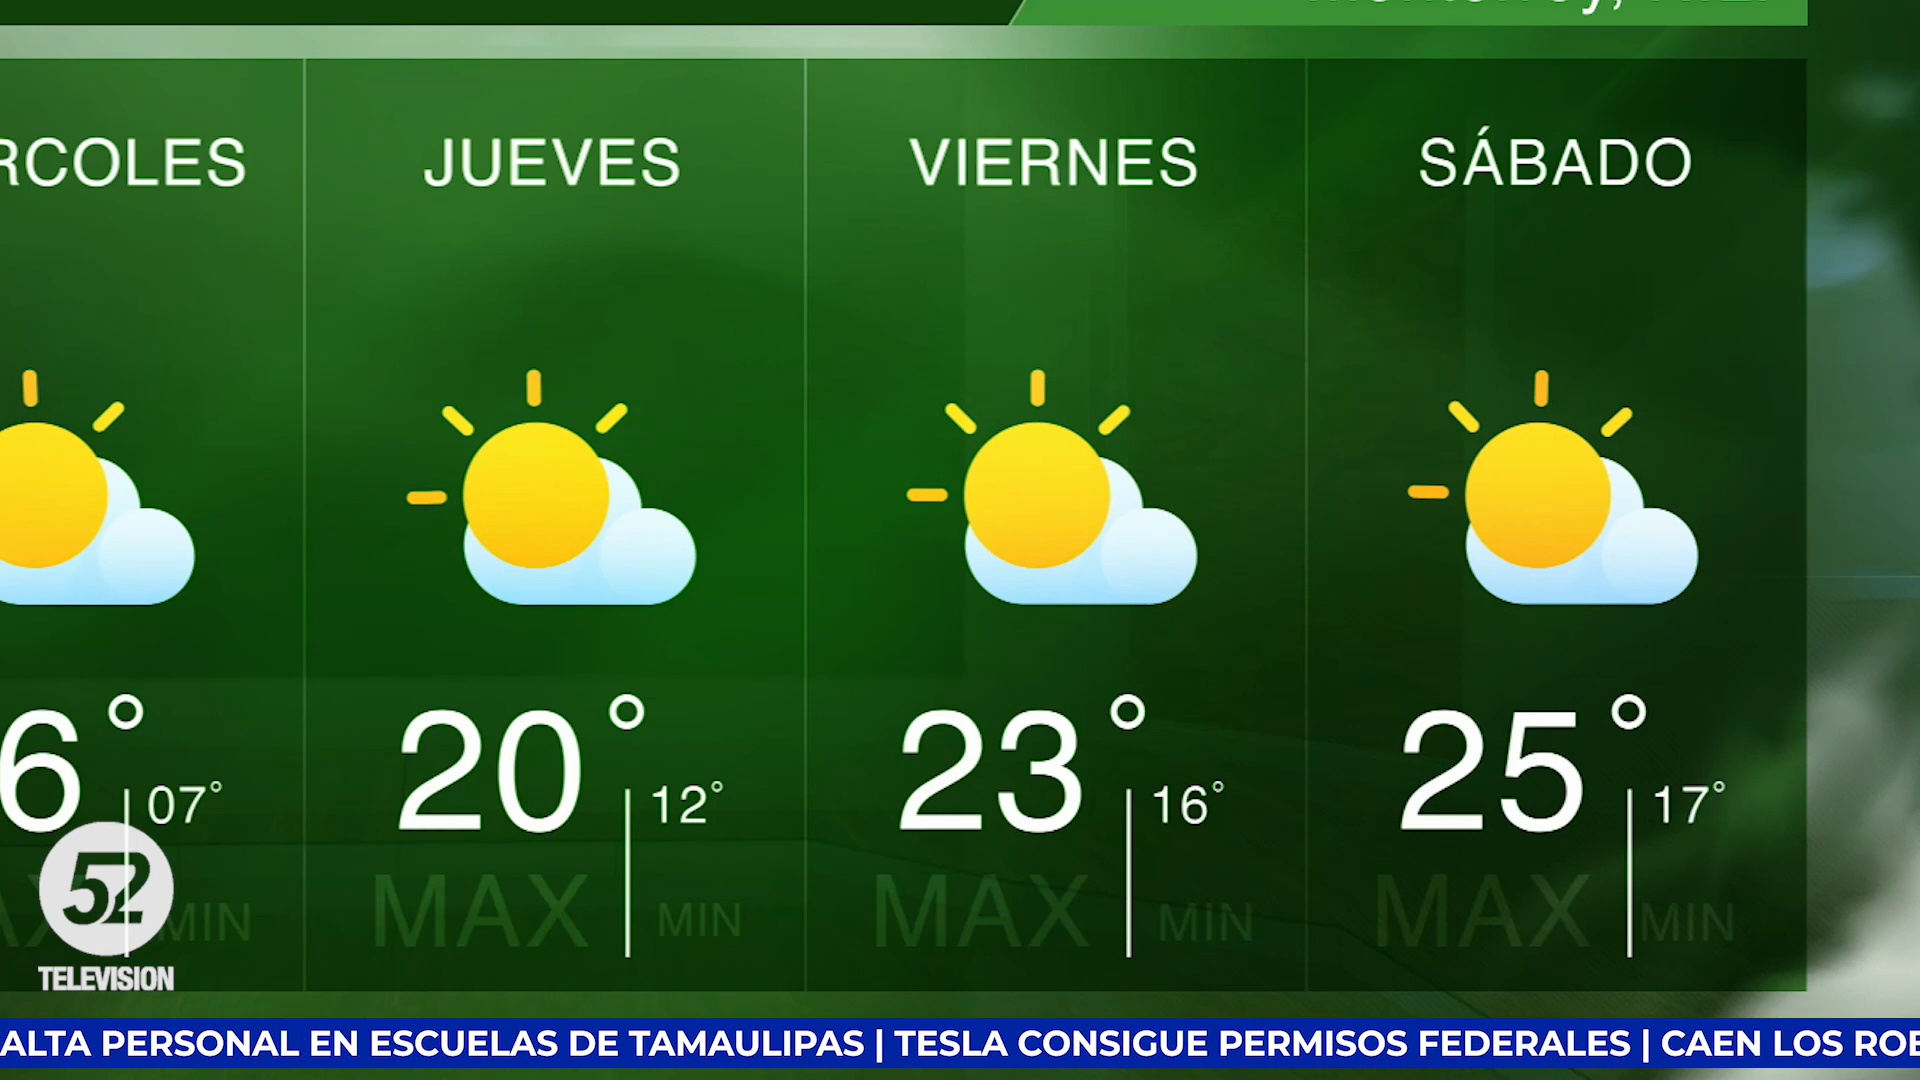 RCOLES JUEVES VIERNES SÁBADO
6° 07° 20° 12° 23° 16° 25° 17°
MIN MAX MIN MAX MIN MAX MIN
52
TELEVISION
ALTA PERSONAL EN ESCUELAS DE TAMAULIPAS | TESLA CONSIGUE PERMISOS FEDERALES | CAEN LOS ROB